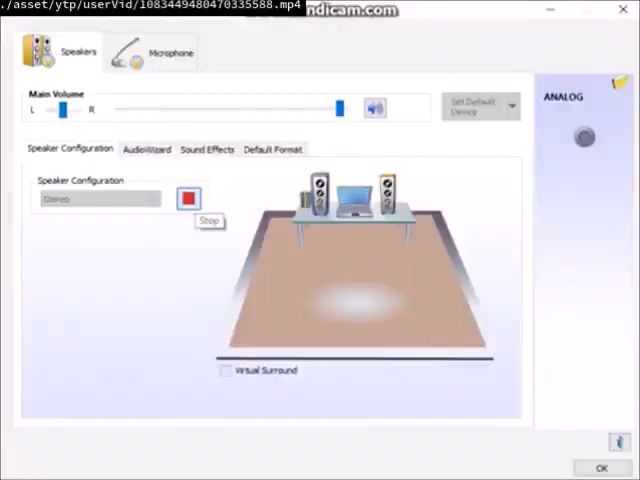 ./asset/ytp/userVid/1083449480470335588.mp4
ndicam.com
Speakers
Microphone
Main Volume
L
R
Set Default
Device
ANALOG
Speaker Configuration
AudioWizard
Sound Effects
Default Format
Speaker Configuration
Stereo
Stop
Virtual Surround
OK